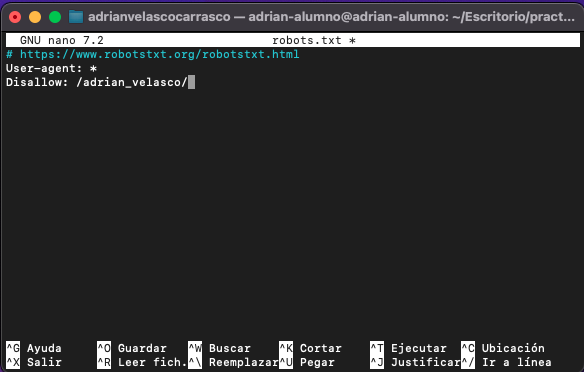 adrianvelascocarrasco — adrian-alumno@adrian-alumno: ~/Escritorio/pract...
GNU nano 7.2 robots.txt *
# https://www.robotstxt.org/robotstxt.html
User-agent: *
Disallow: /adrian_velasco/
^G Ayuda ^O Guardar ^W Buscar ^K Cortar ^T Ejecutar ^C Ubicación
^X Salir ^R Leer fich. ^\ Reemplazar ^U Pegar ^J Justificar ^/ Ir a línea